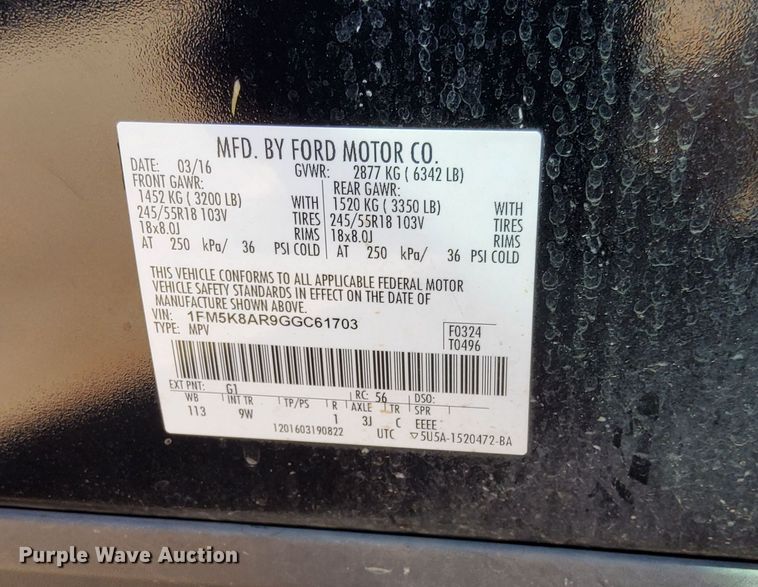 MFD. BY FORD MOTOR CO.
DATE: 03/16 GVWR: 2877 KG ( 6342 LB)
FRONT GAWR: REAR GAWR:
1452 KG ( 3200 LB) WITH 1520 KG ( 3350 LB) WITH
245/55R18 103V TIRES 245/55R18 103V TIRES
18x8.0J RIMS 18x8.0J RIMS
AT 250 kPa/ 36 PSI COLD AT 250 kPa/ 36 PSI COLD
THIS VEHICLE CONFORMS TO ALL APPLICABLE FEDERAL MOTOR
VEHICLE SAFETY STANDARDS IN EFFECT ON THE DATE OF
MANUFACTURE SHOWN ABOVE.
VIN: 1FM5K8AR9GGC61703
TYPE: MPV
F0324
T0496
EXT PNT: G1 RC: 56 DSO:
WB INT TR TP/PS R AXLE TR SPR
113 9W 1 3J C EEEE
1201603190822 UTC ▽5U5A-1520472-BA
Purple Wave Auction